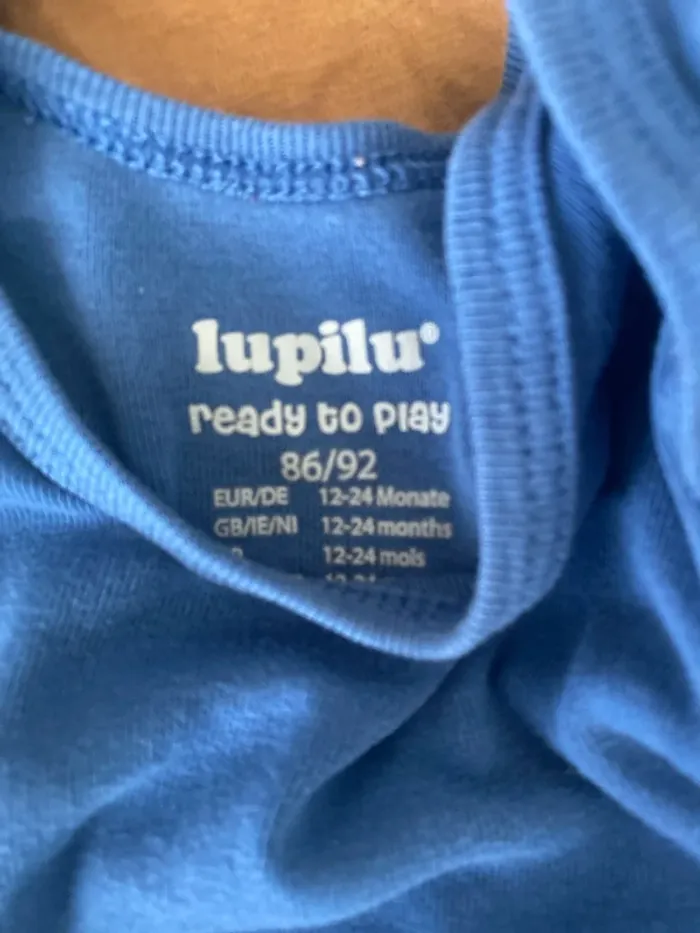 lupilu®
ready to play
86/92
EUR/DE 12-24 Monate
GB/IE/NI 12-24 months
12-24 mois